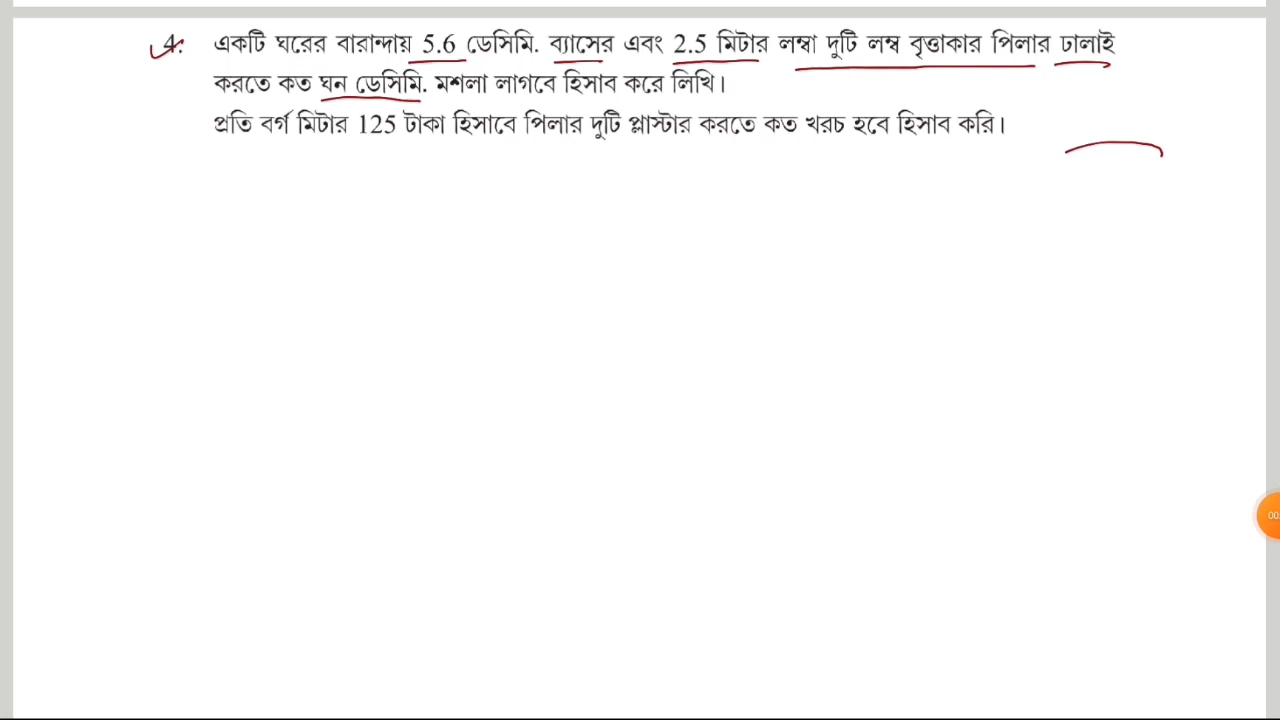 4. একটি ঘরের বারান্দায় 5.6 ডেসিমি. ব্যাসের এবং 2.5 মিটার লম্বা দুটি লম্ব বৃত্তাকার পিলার ঢালাই
করতে কত ঘন ডেসিমি. মশলা লাগবে হিসাব করে লিখি।
প্রতি বর্গ মিটার 125 টাকা হিসাবে পিলার দুটি প্লাস্টার করতে কত খরচ হবে হিসাব করি।